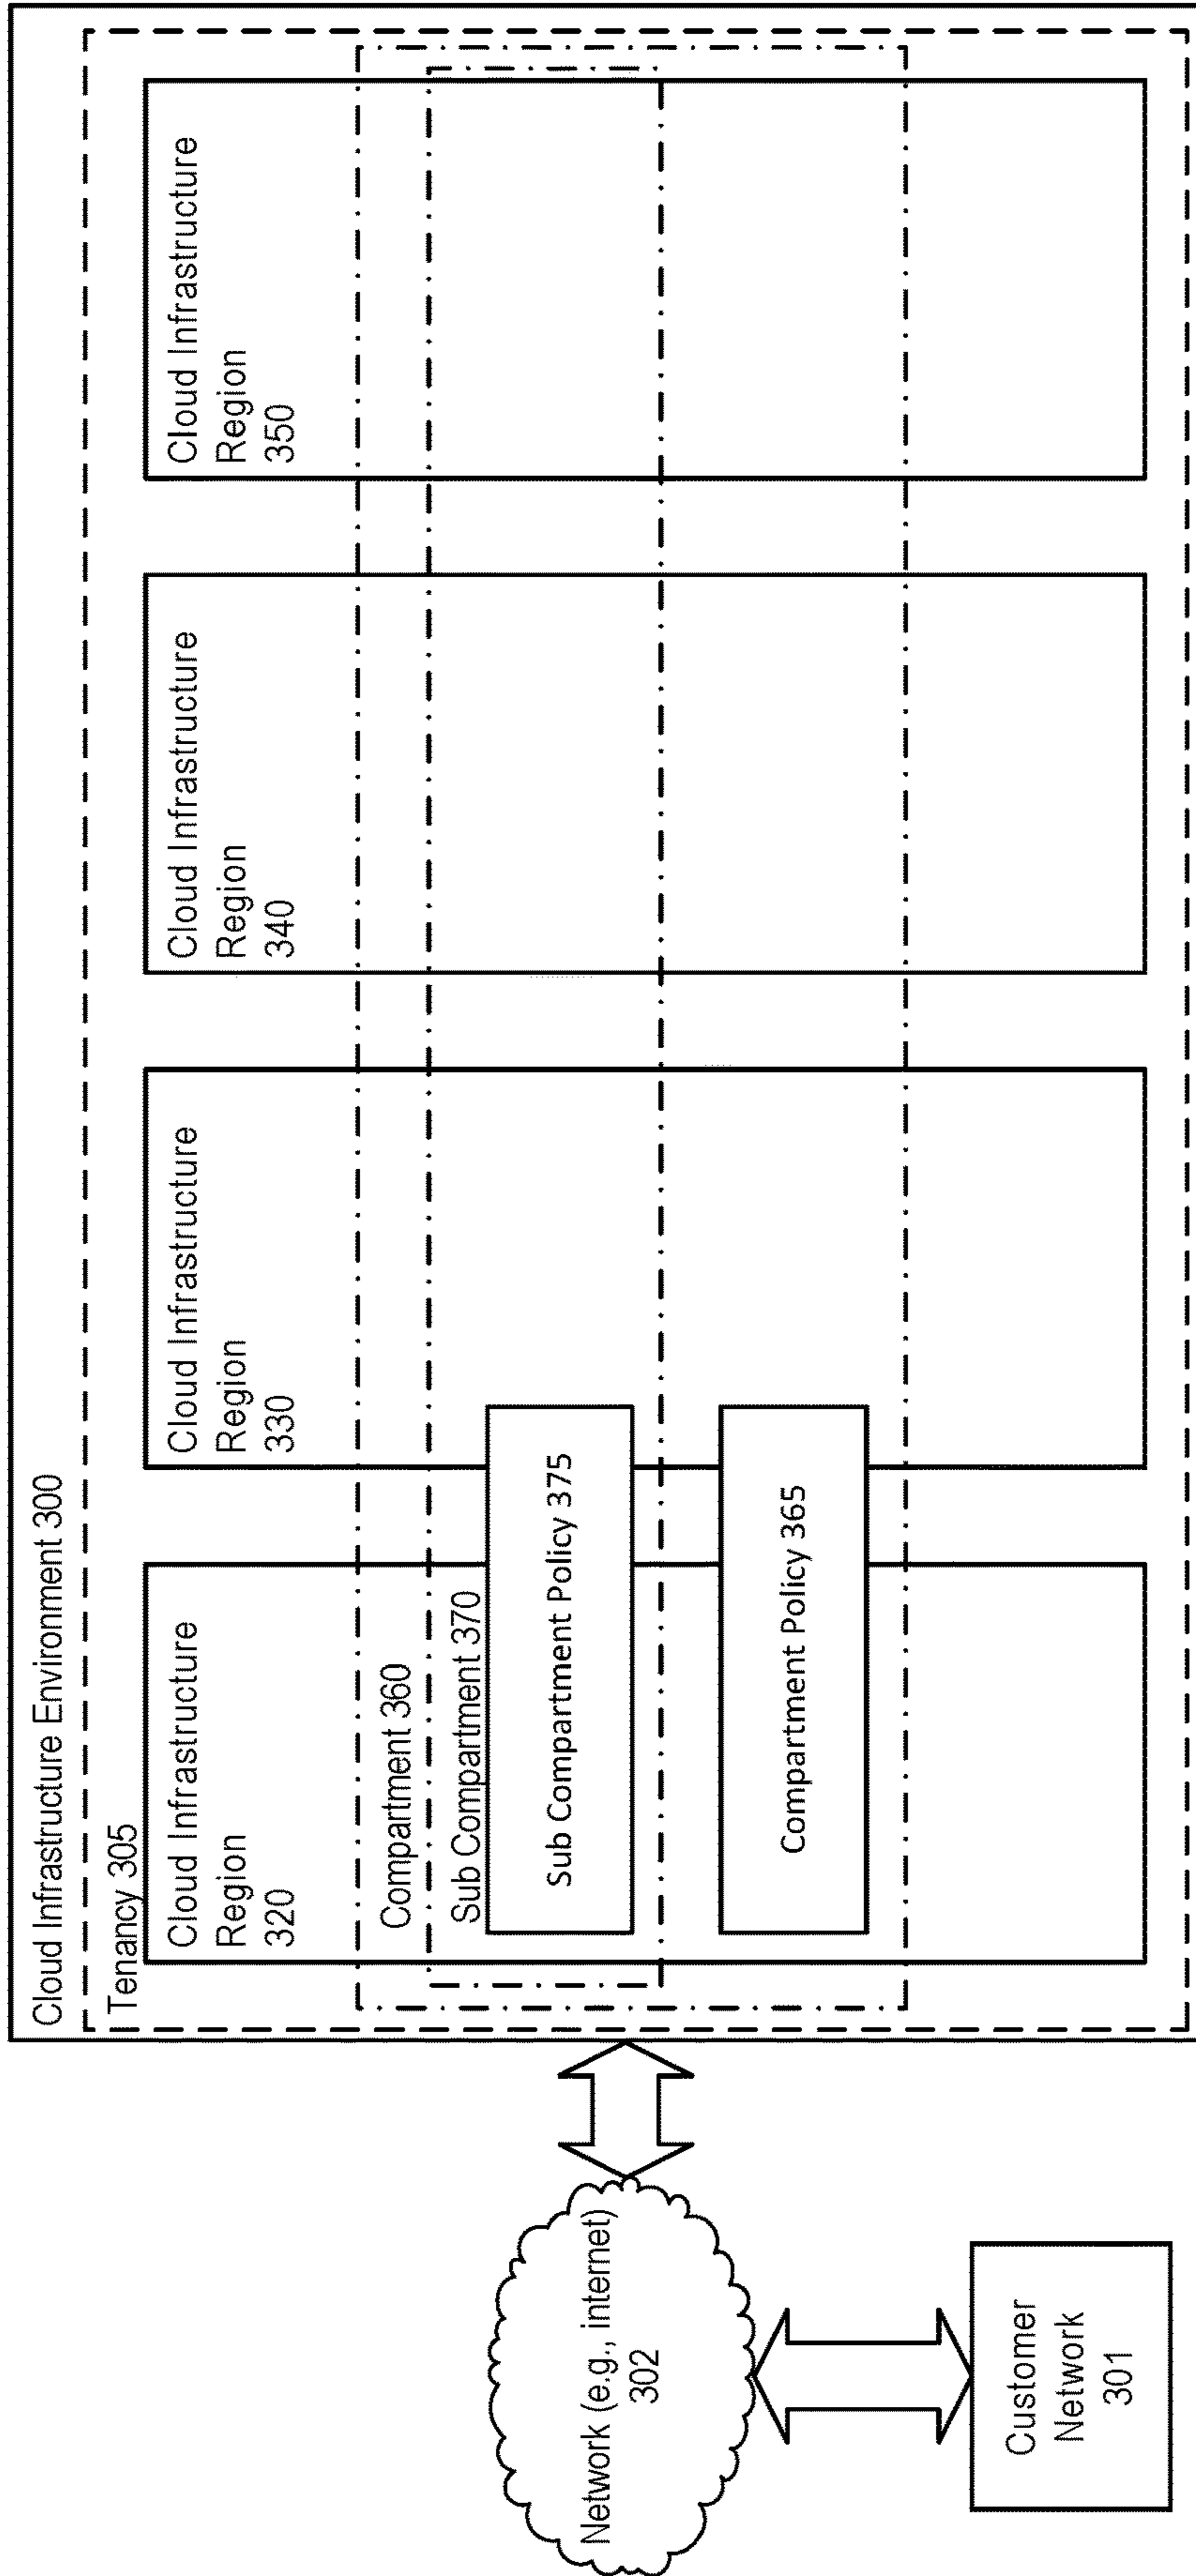 Cloud Infrastructure Environment 300
Tenancy 305
Cloud Infrastructure
Region
320
Cloud Infrastructure
Region
330
Cloud Infrastructure
Region
340
Cloud Infrastructure
Region
350
Compartment 360
Sub Compartment 370
Sub Compartment Policy 375
Compartment Policy 365
Network (e.g., internet)
302
Customer
Network
301